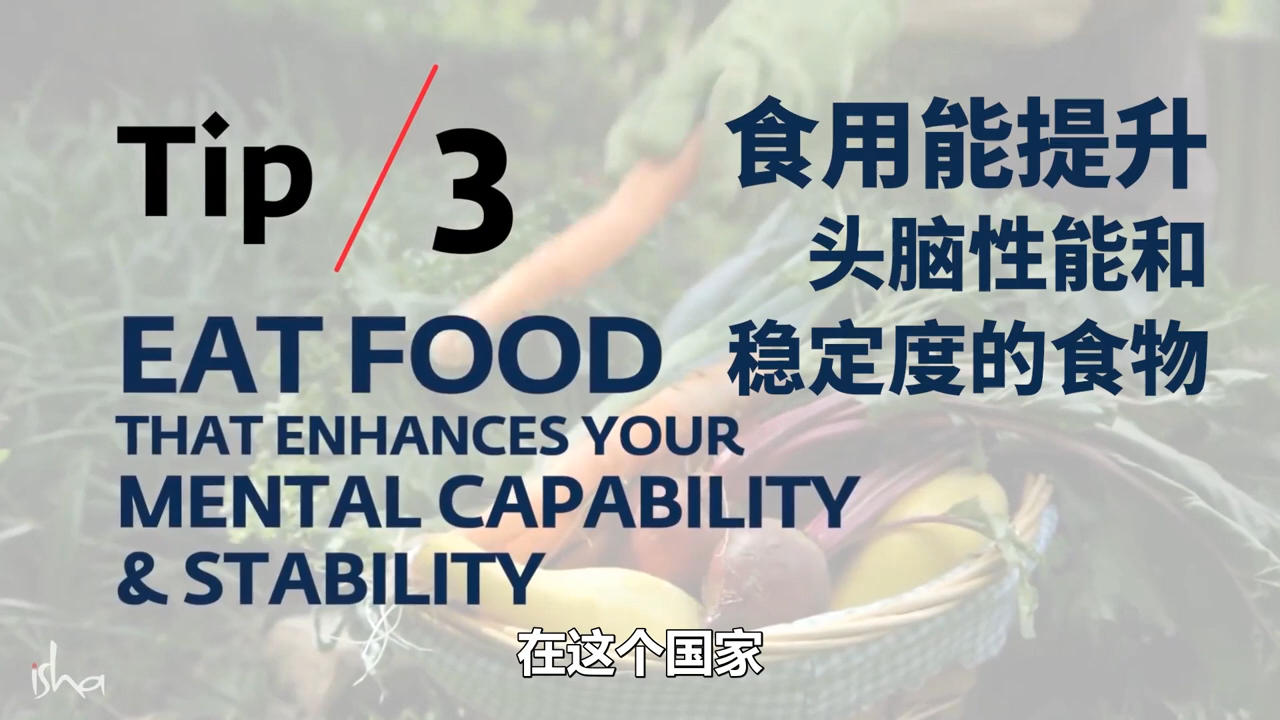 Tip / 3
EAT FOOD
THAT ENHANCES YOUR
MENTAL CAPABILITY
& STABILITY
食用能提升
头脑性能和
稳定度的食物
在这个国家
isha